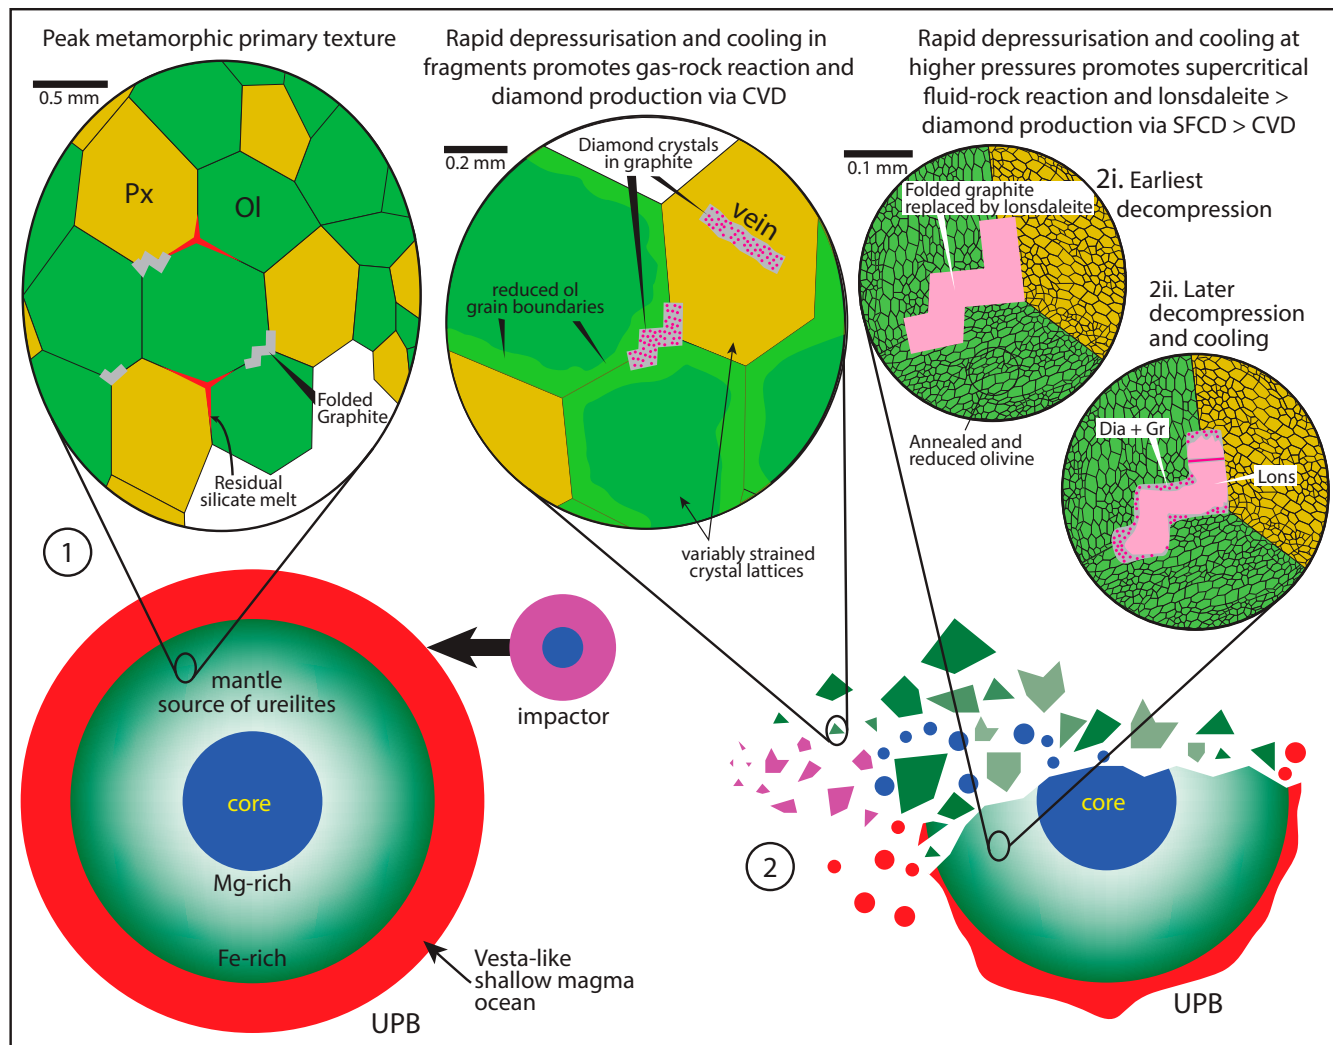 Peak metamorphic primary texture
0.5 mm
Px
Ol
Folded
Graphite
Residual
silicate melt
1
Rapid depressurisation and cooling in
fragments promotes gas-rock reaction and
diamond production via CVD
0.2 mm
Diamond crystals
in graphite
vein
reduced ol
grain boundaries
variably strained
crystal lattices
Rapid depressurisation and cooling at
higher pressures promotes supercritical
fluid-rock reaction and lonsdaleite >
diamond production via SFCD > CVD
0.1 mm
Folded graphite
replaced by lonsdaleite
2i. Earliest
decompression
Annealed and
reduced olivine
2ii. Later
decompression
and cooling
Dia + Gr
Lons
mantle
source of ureilites
core
Mg-rich
Fe-rich
impactor
Vesta-like
shallow magma
ocean
UPB
2
core
UPB